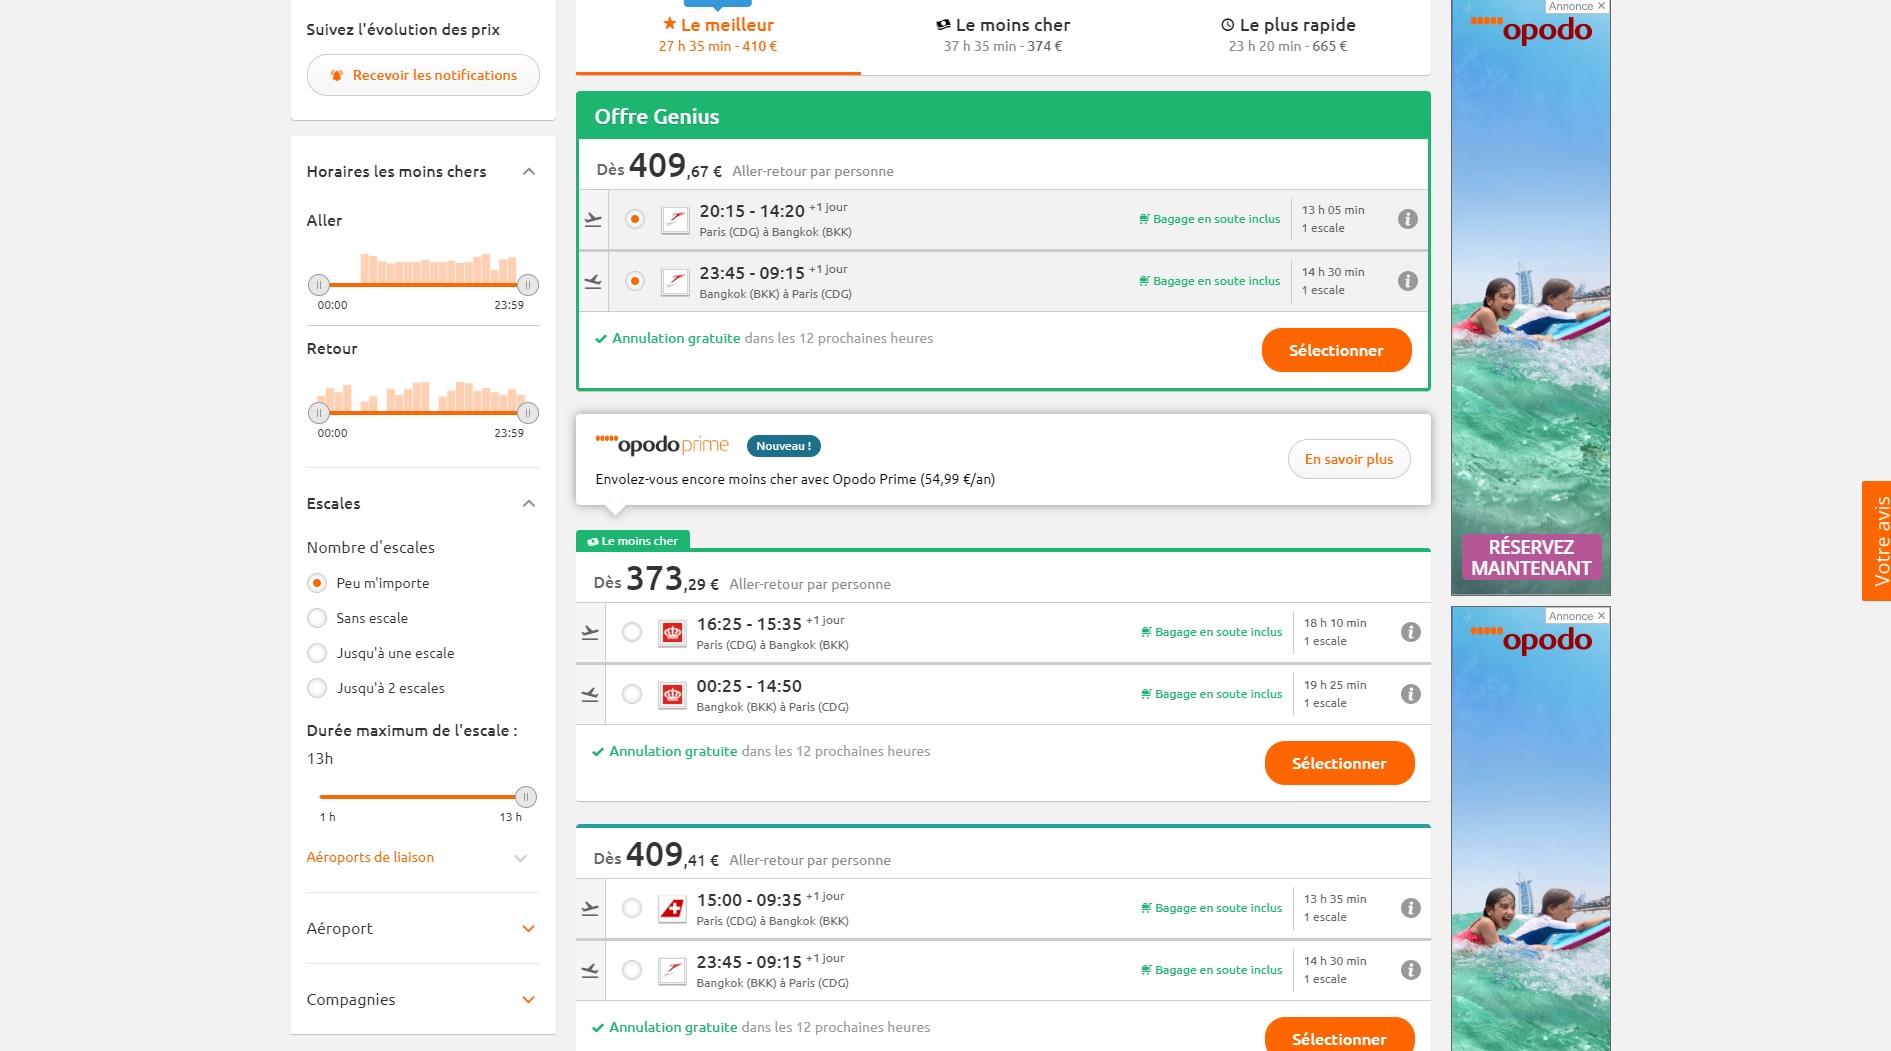 Suivez l'évolution des prix
Recevoir les notifications
Horaires les moins chers
Aller
00:00 23:59
Retour
00:00 23:59
Escales
Nombre d'escales
Peu m'importe
Sans escale
Jusqu'à une escale
Jusqu'à 2 escales
Durée maximum de l'escale :
13h
1 h 13 h
Aéroports de liaison
Aéroport
Compagnies
Le meilleur
27 h 35 min - 410 €
Le moins cher
37 h 35 min - 374 €
Le plus rapide
23 h 20 min - 665 €
Offre Genius
Dès 409,67 € Aller-retour par personne
20:15 - 14:20 +1 jour
Paris (CDG) à Bangkok (BKK)
Bagage en soute inclus
13 h 05 min
1 escale
23:45 - 09:15 +1 jour
Bangkok (BKK) à Paris (CDG)
Bagage en soute inclus
14 h 30 min
1 escale
Annulation gratuite dans les 12 prochaines heures
Sélectionner
opodo prime Nouveau !
Envolez-vous encore moins cher avec Opodo Prime (54,99 €/an)
En savoir plus
Le moins cher
Dès 373,29 € Aller-retour par personne
16:25 - 15:35 +1 jour
Paris (CDG) à Bangkok (BKK)
Bagage en soute inclus
18 h 10 min
1 escale
00:25 - 14:50
Bangkok (BKK) à Paris (CDG)
Bagage en soute inclus
19 h 25 min
1 escale
Annulation gratuite dans les 12 prochaines heures
Sélectionner
Dès 409,41 € Aller-retour par personne
15:00 - 09:35 +1 jour
Paris (CDG) à Bangkok (BKK)
Bagage en soute inclus
13 h 35 min
1 escale
23:45 - 09:15 +1 jour
Bangkok (BKK) à Paris (CDG)
Bagage en soute inclus
14 h 30 min
1 escale
Annulation gratuite dans les 12 prochaines heures
Sélectionner
Annonce
opodo
RÉSERVEZ
MAINTENANT
Annonce
opodo
Votre avis